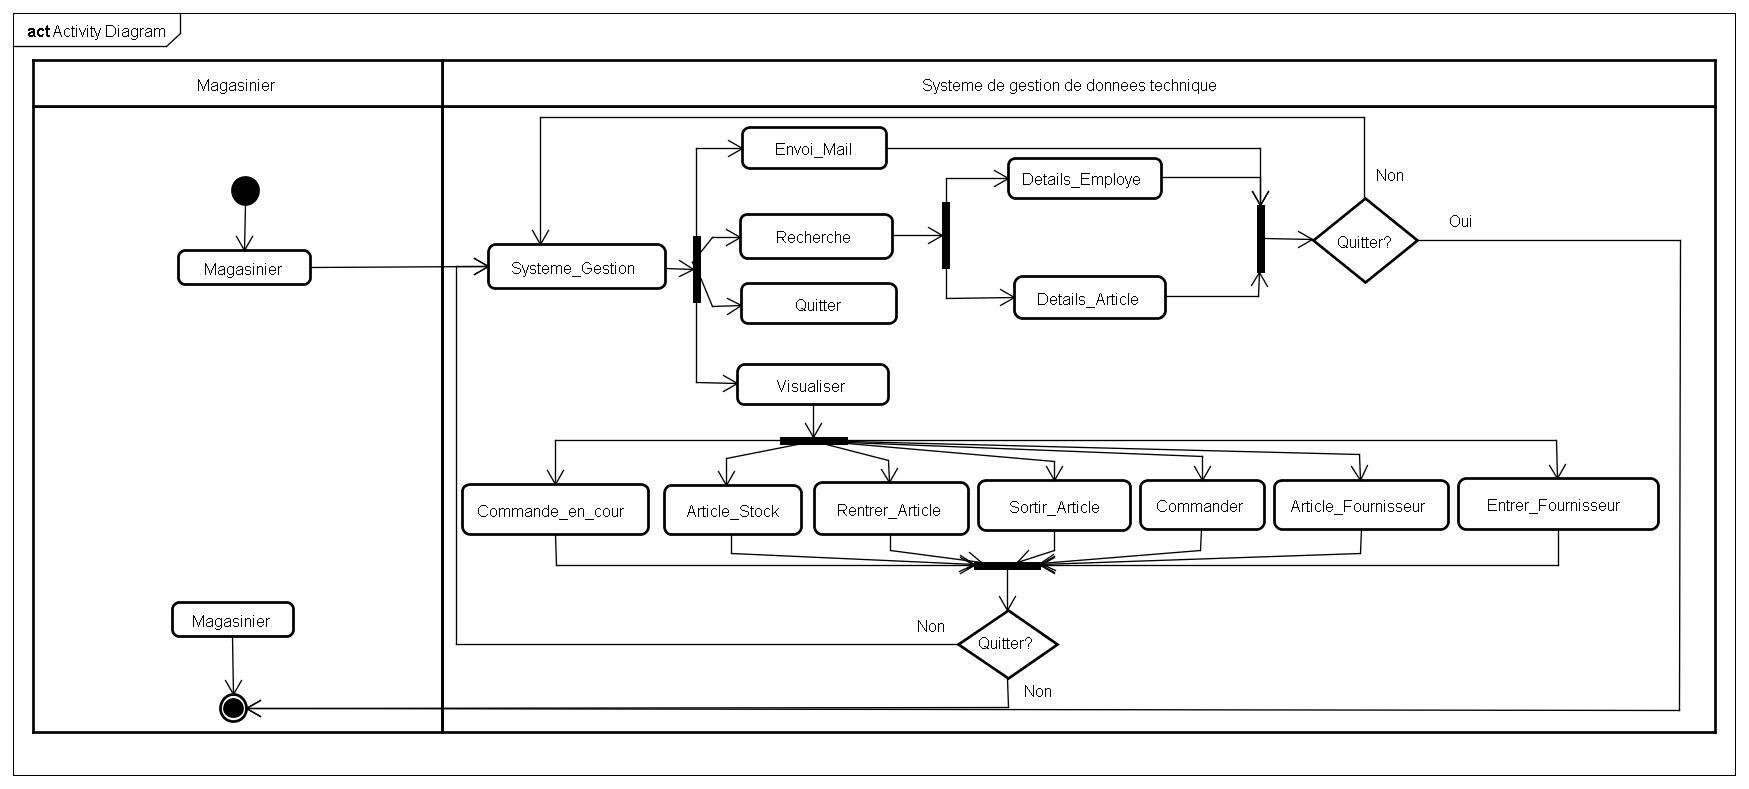 act Activity Diagram
Magasinier
Systeme de gestion de donnees technique
Envoi_Mail
Non
Details_Employe
Oui
Recherche
Quitter?
Magasinier
Systeme_Gestion
Details_Article
Quitter
Visualiser
Commande_en_cour
Article_Stock
Rentrer_Article
Sortir_Article
Commander
Article_Fournisseur
Entrer_Fournisseur
Magasinier
Non
Quitter?
Non